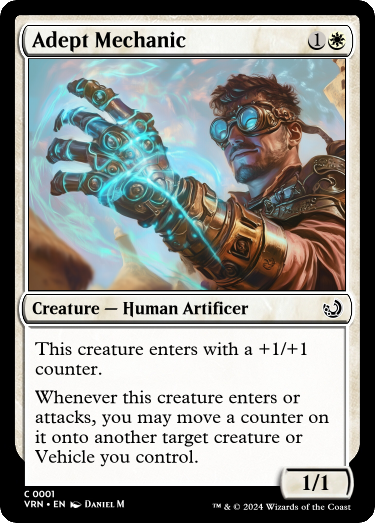 Adept Mechanic 1
Creature — Human Artificer
This creature enters with a +1/+1
counter.
Whenever this creature enters or
attacks, you may move a counter on
it onto another target creature or
Vehicle you control.
1/1
C 0001
VRN • EN Daniel M
™ & © 2024 Wizards of the Coast